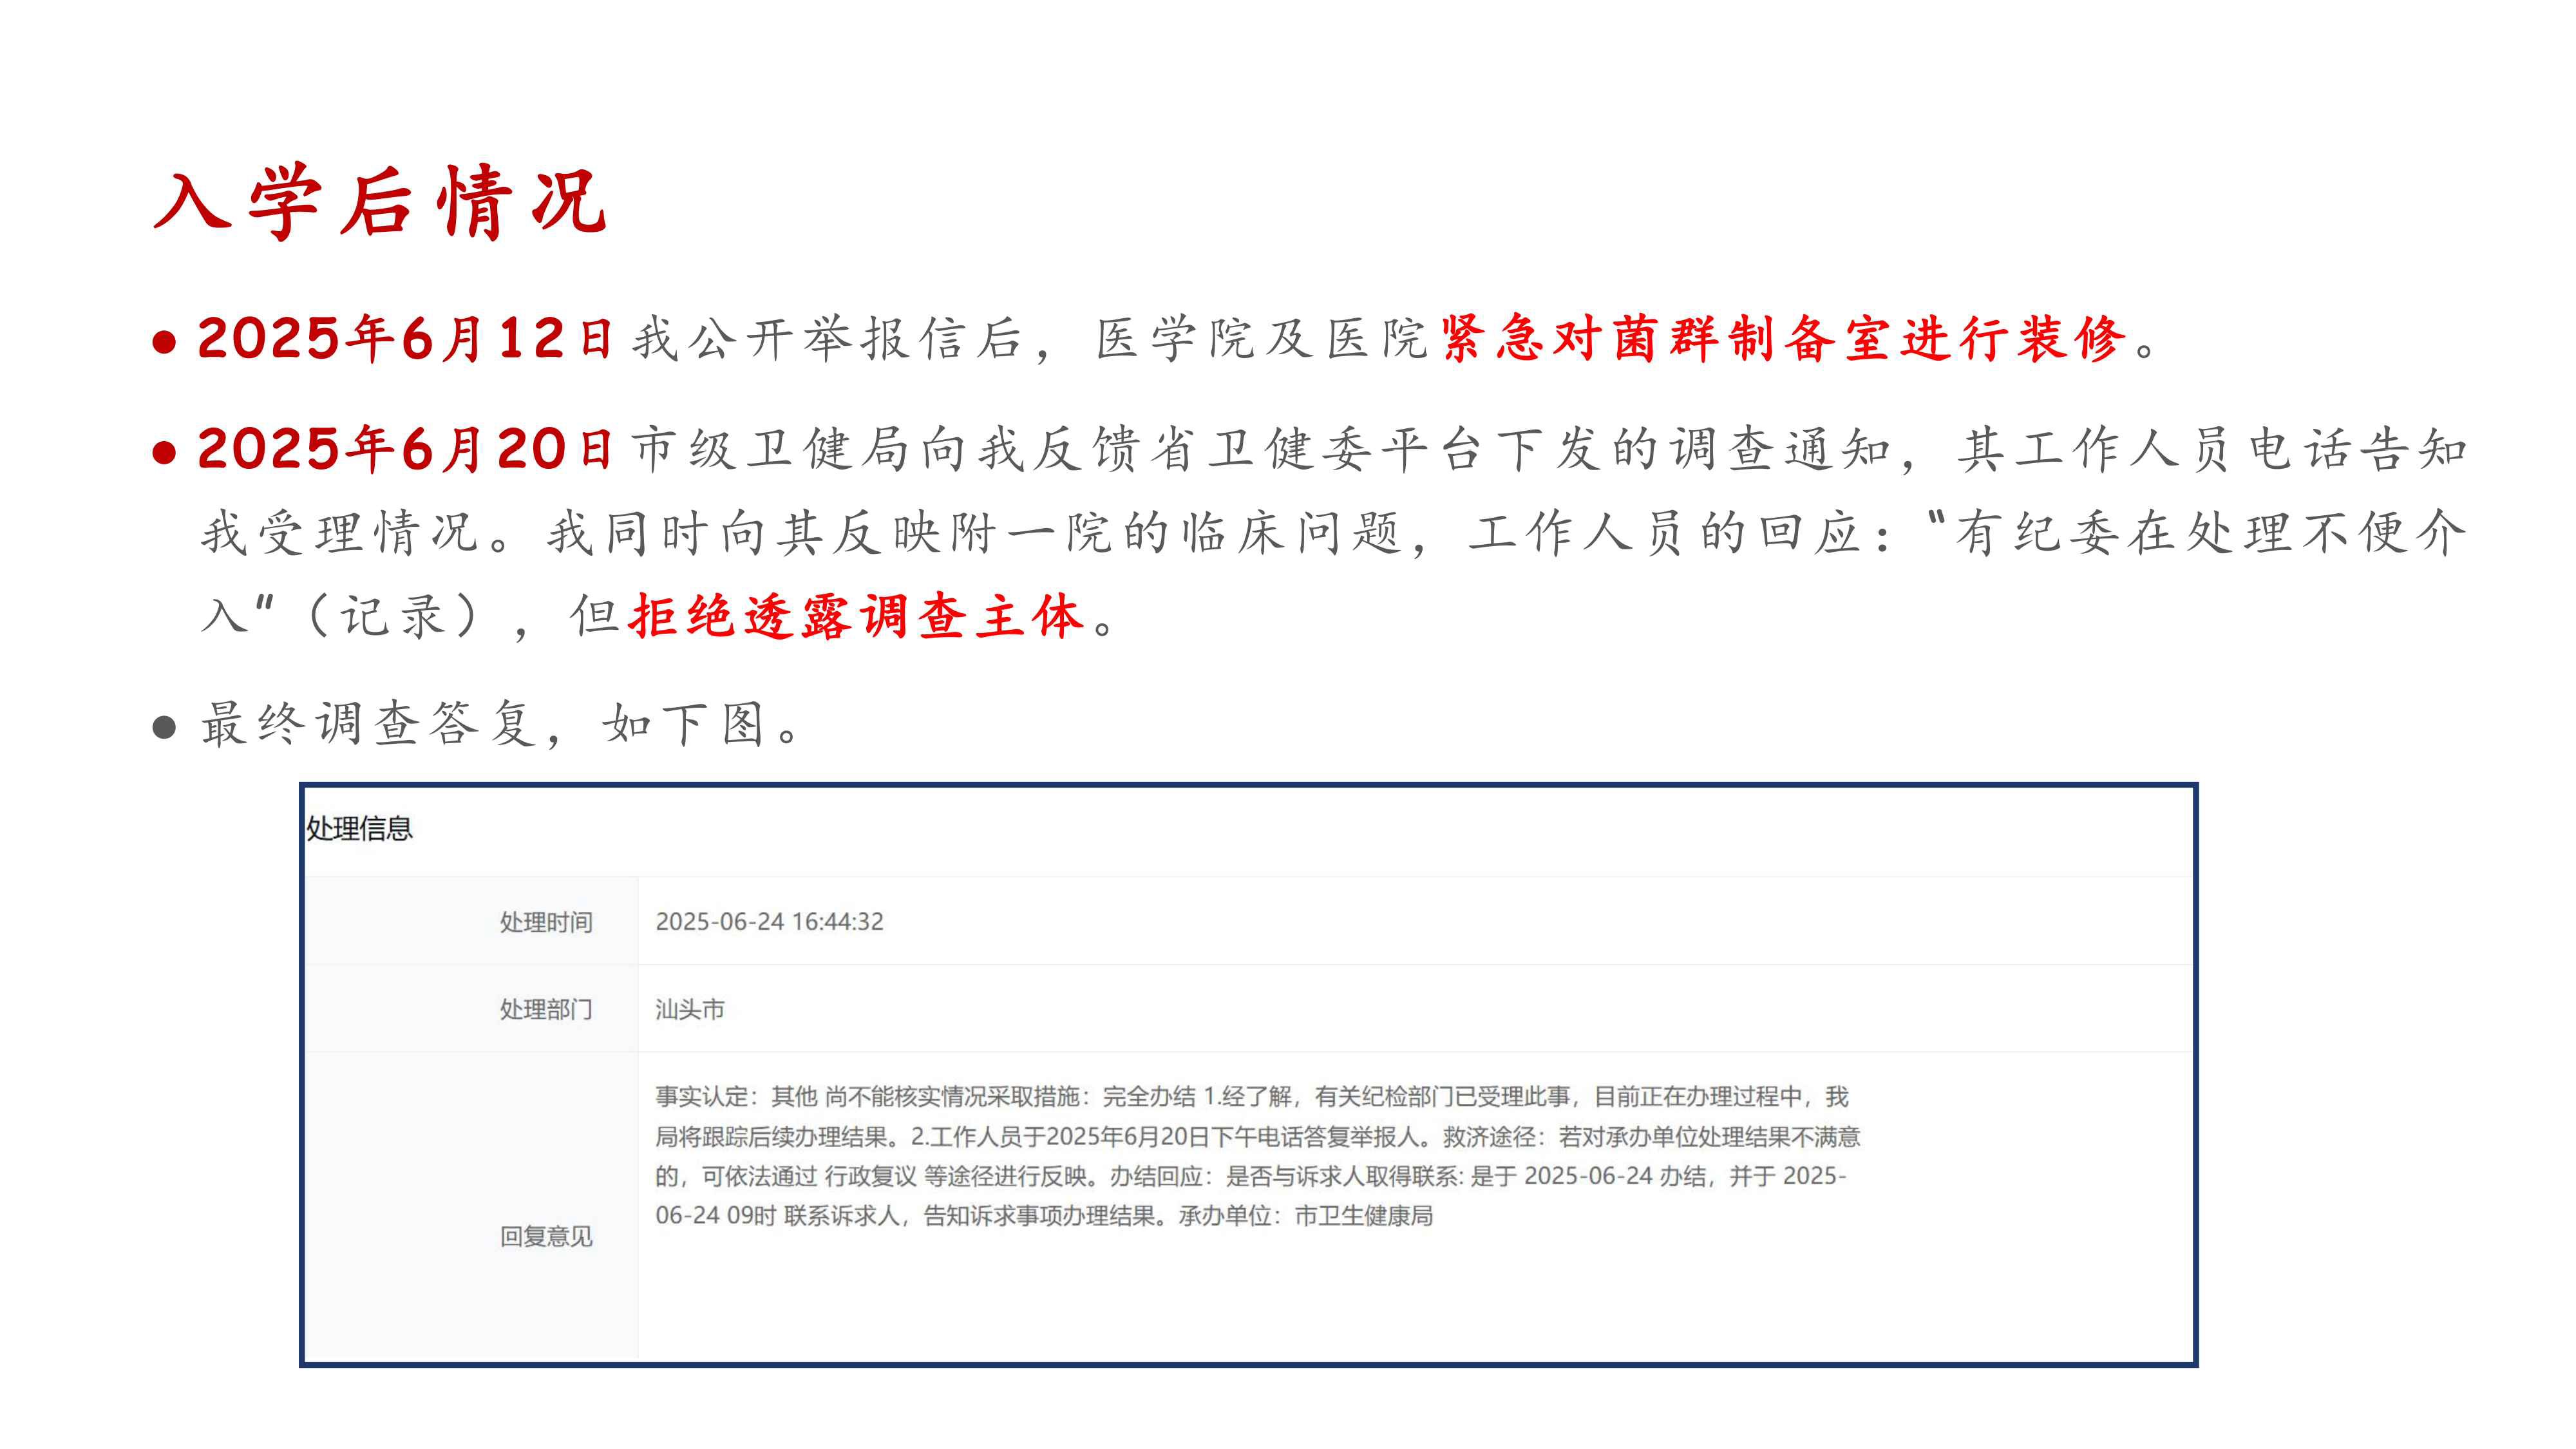 入学后情况
●2025年6月12日我公开举报信后，医学院及医院紧急对菌群制备室进行装修。
●2025年6月20日市级卫健局向我反馈省卫健委平台下发的调查通知，其工作人员电话告知
我受理情况。我同时向其反映附一院的临床问题，工作人员的回应：“有纪委在处理不便介
入”（记录），但拒绝透露调查主体。
●最终调查答复，如下图。
处理信息
处理时间 2025-06-24 16:44:32
处理部门 汕头市
回复意见
事实认定：其他 尚不能核实情况采取措施：完全办结 1.经了解，有关纪检部门已受理此事，目前正在办理过程中，我
局将跟踪后续办理结果。2.工作人员于2025年6月20日下午电话答复举报人。救济途径：若对承办单位处理结果不满意
的，可依法通过 行政复议 等途径进行反映。办结回应：是否与诉求人取得联系: 是于 2025-06-24 办结，并于 2025-
06-24 09时 联系诉求人，告知诉求事项办理结果。承办单位：市卫生健康局